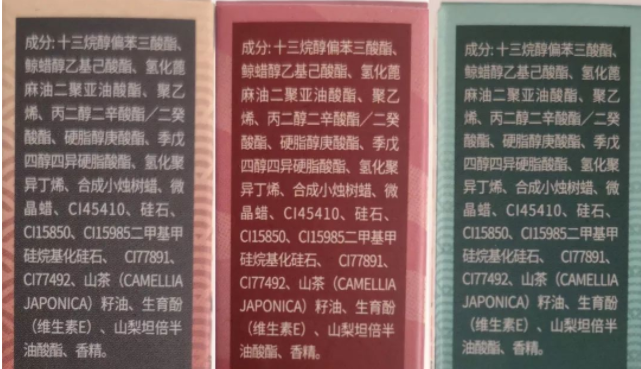 成分: 十三烷醇偏苯三酸酯、
鲸蜡醇乙基己酸酯、氢化蓖
麻油二聚亚油酸酯、聚乙
烯、丙二醇二辛酸酯／二癸
酸酯、硬脂醇庚酸酯、季戊
四醇四异硬脂酸酯、氢化聚
异丁烯、合成小烛树蜡、微
晶蜡、CI45410、硅石、
CI15850、CI15985二甲基甲
硅烷基化硅石、 CI77891、
CI77492、山茶（CAMELLIA
JAPONICA）籽油、生育酚
（维生素E）、山梨坦倍半
油酸酯、香精。
成分: 十三烷醇偏苯三酸酯、
鲸蜡醇乙基己酸酯、氢化蓖
麻油二聚亚油酸酯、聚乙
烯、丙二醇二辛酸酯／二癸
酸酯、硬脂醇庚酸酯、季戊
四醇四异硬脂酸酯、氢化聚
异丁烯、合成小烛树蜡、微
晶蜡、CI45410、硅石、
CI15850、CI15985二甲基甲
硅烷基化硅石、 CI77891、
CI77492、山茶（CAMELLIA
JAPONICA）籽油、生育酚
（维生素E）、山梨坦倍半
油酸酯、香精。
成分: 十三烷醇偏苯三酸酯、
鲸蜡醇乙基己酸酯、氢化蓖
麻油二聚亚油酸酯、聚乙
烯、丙二醇二辛酸酯／二癸
酸酯、硬脂醇庚酸酯、季戊
四醇四异硬脂酸酯、氢化聚
异丁烯、合成小烛树蜡、微
晶蜡、CI45410、硅石、
CI15850、CI15985二甲基甲
硅烷基化硅石、 CI77891、
CI77492、山茶（CAMELLIA
JAPONICA）籽油、生育酚
（维生素E）、山梨坦倍半
油酸酯、香精。